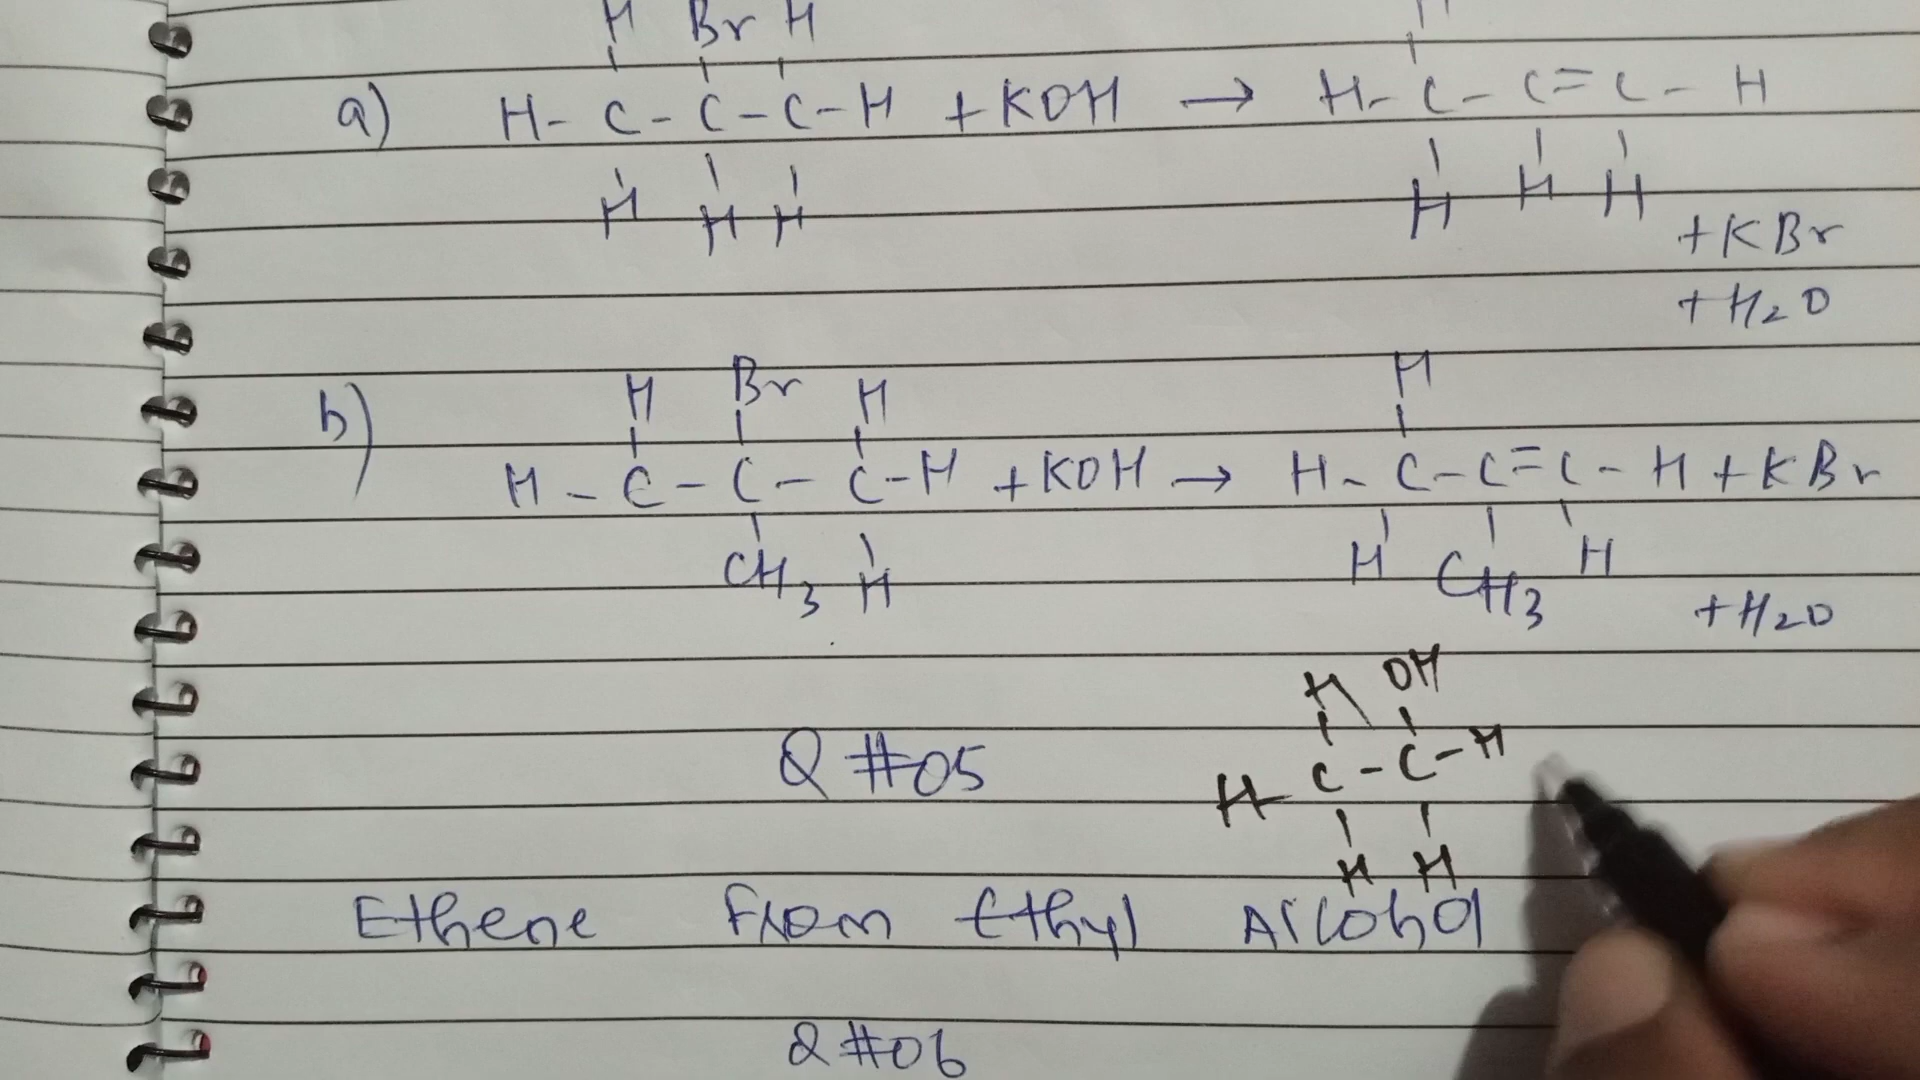 H Br H H
a) H - C - C - C - H + KOH → H - C - C = C - H
H H H H H H
+ KBr
+ H2O
H Br H H
b) H - C - C - C - H + KOH → H - C - C = C - H + KBr
CH3 H H CH3 H
+ H2O
H OH
Q #05 H - C - C - H
H H
Ethene From Ethyl Alcohol
Q #06